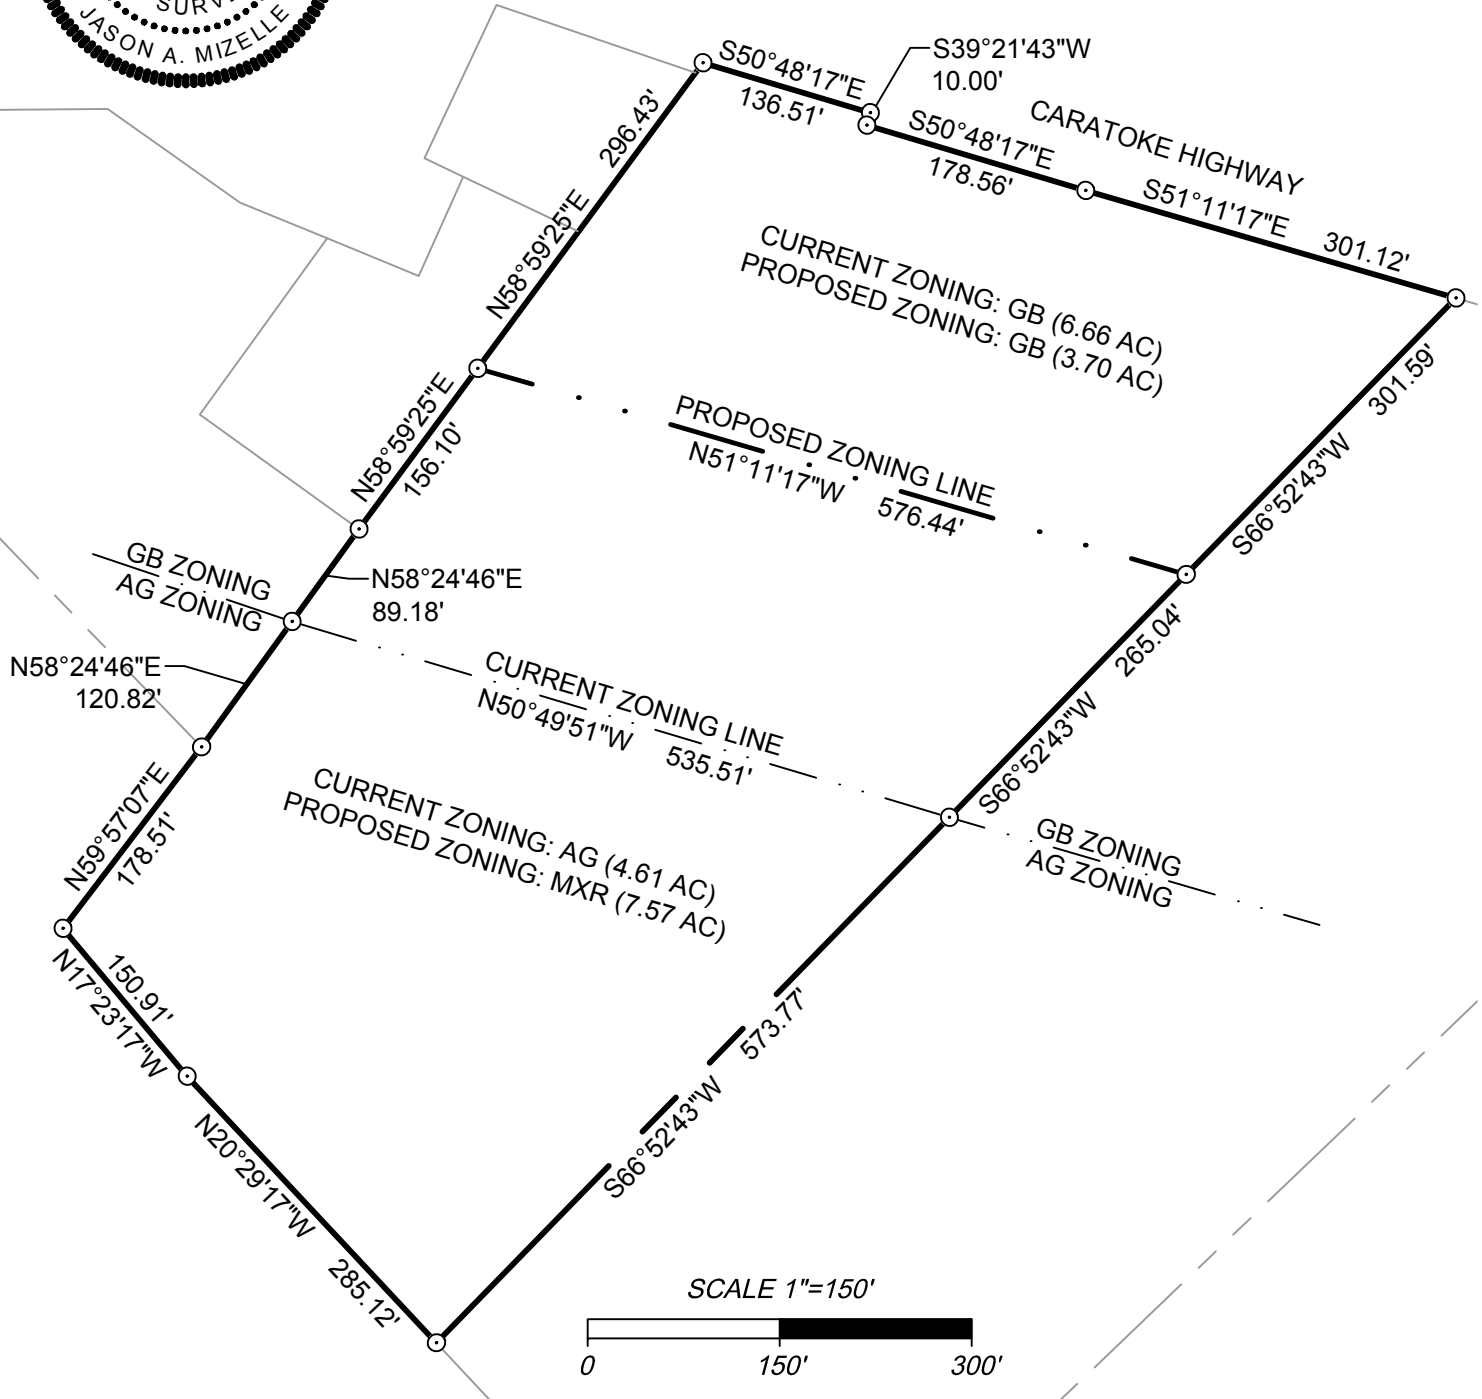 SURVE
JASON A. MIZELLE
S50°48'17"E
136.51'
S39°21'43"W
10.00'
S50°48'17"E
178.56'
CARATOKE HIGHWAY
S51°11'17"E 301.12'
N58°59'25"E 296.43'
CURRENT ZONING: GB (6.66 AC)
PROPOSED ZONING: GB (3.70 AC)
S66°52'43"W 301.59'
PROPOSED ZONING LINE
N51°11'17"W 576.44'
N58°59'25"E
156.10'
GB ZONING
AG ZONING
N58°24'46"E
89.18'
N58°24'46"E
120.82'
CURRENT ZONING LINE
N50°49'51"W 535.51'
S66°52'43"W 265.04'
N59°57'07"E
178.51'
CURRENT ZONING: AG (4.61 AC)
PROPOSED ZONING: MXR (7.57 AC)
GB ZONING
AG ZONING
150.91'
N17°23'17"W
S66°52'43"W 573.77'
N20°29'17"W 285.12'
SCALE 1"=150'
0 150' 300'